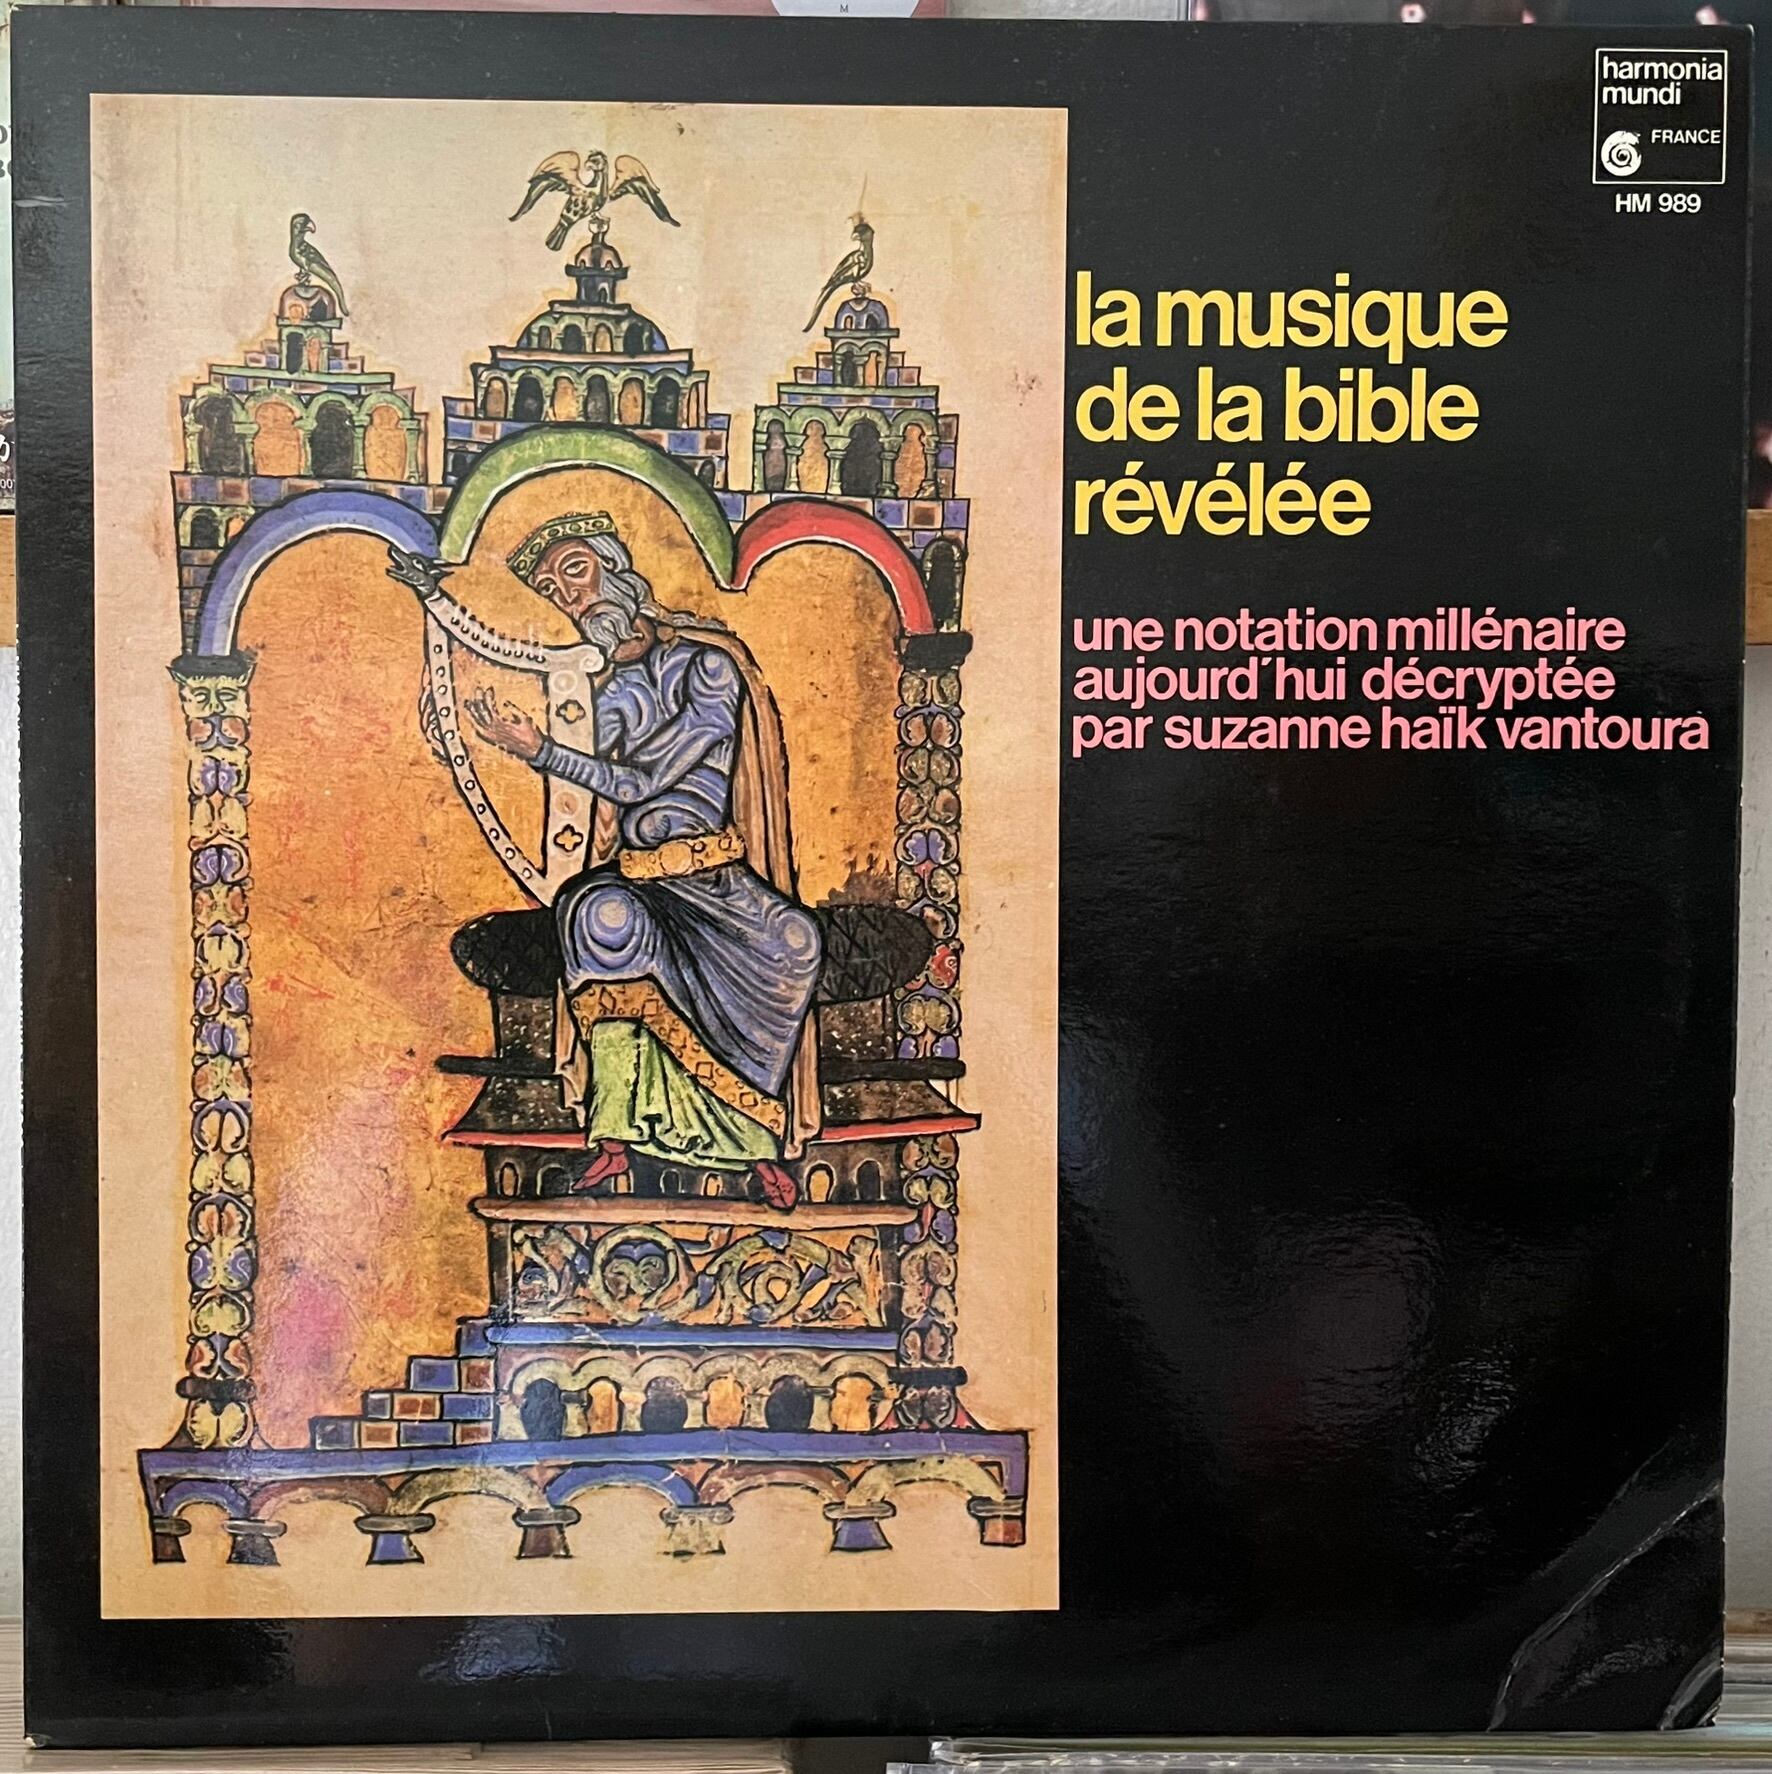 harmonia
mundi
FRANCE
HM 989
la musique
de la bible
révélée
une notation millénaire
aujourd'hui décryptée
par suzanne haïk vantoura
M